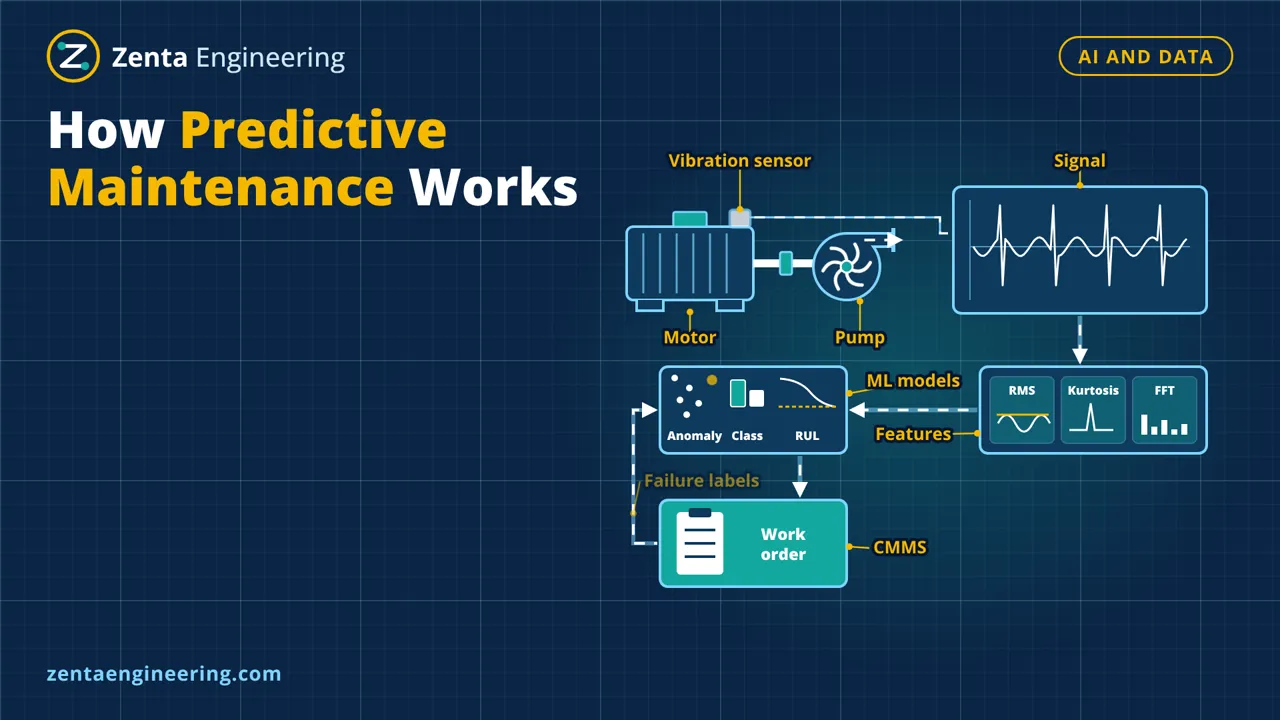 Zenta Engineering
AI AND DATA
How Predictive
Maintenance Works
Vibration sensor
Signal
Motor
Pump
ML models
RMS
Kurtosis
FFT
Features
Anomaly
Class
RUL
Failure labels
Work
order
CMMS
zentaengineering.com